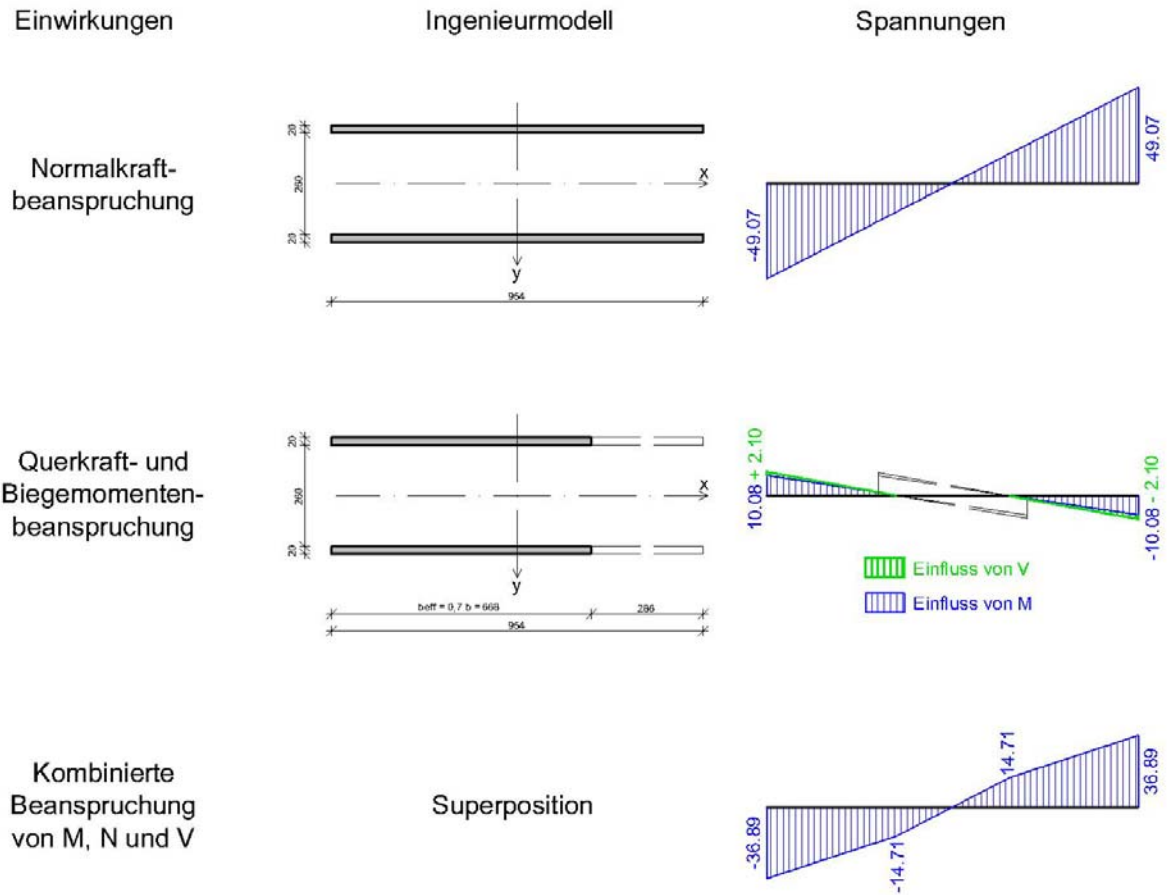 Einwirkungen
Ingenieurmodell
Spannungen
Normalkraft-
beanspruchung
20
260
20
x
y
954
-49.07
49.07
Querkraft- und
Biegemomenten-
beanspruchung
20
260
20
x
y
beff = 0,7 b = 668
286
954
10.08 + 2.10
-10.08 - 2.10
Einfluss von V
Einfluss von M
Kombinierte
Beanspruchung
von M, N und V
Superposition
-36.89
-14.71
14.71
36.89